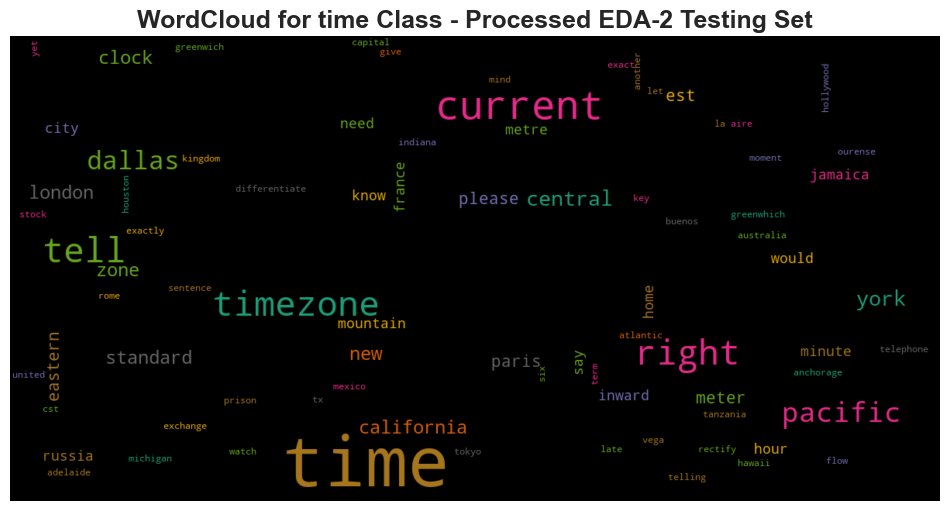 WordCloud for time Class - Processed EDA-2 Testing Set
yet
greenwich
capital
give
clock
exact
another
mind
let
est
hollywood
current
city
need
metre
la
aire
indiana
dallas
kingdom
moment
ourense
london
houston
differentiate
know
france
please
central
key
jamaica
stock
exactly
buenos
greenwhich
australia
tell
zone
would
rome
sentence
timezone
home
york
mountain
standard
new
paris
say
atlantic
right
minute
telephone
united
eastern
six
term
anchorage
cst
mexico
prison
tx
inward
meter
tanzania
pacific
exchange
california
russia
michigan
watch
time
tokyo
late
vega
rectify
hour
adelaide
hawaii
flow
telling